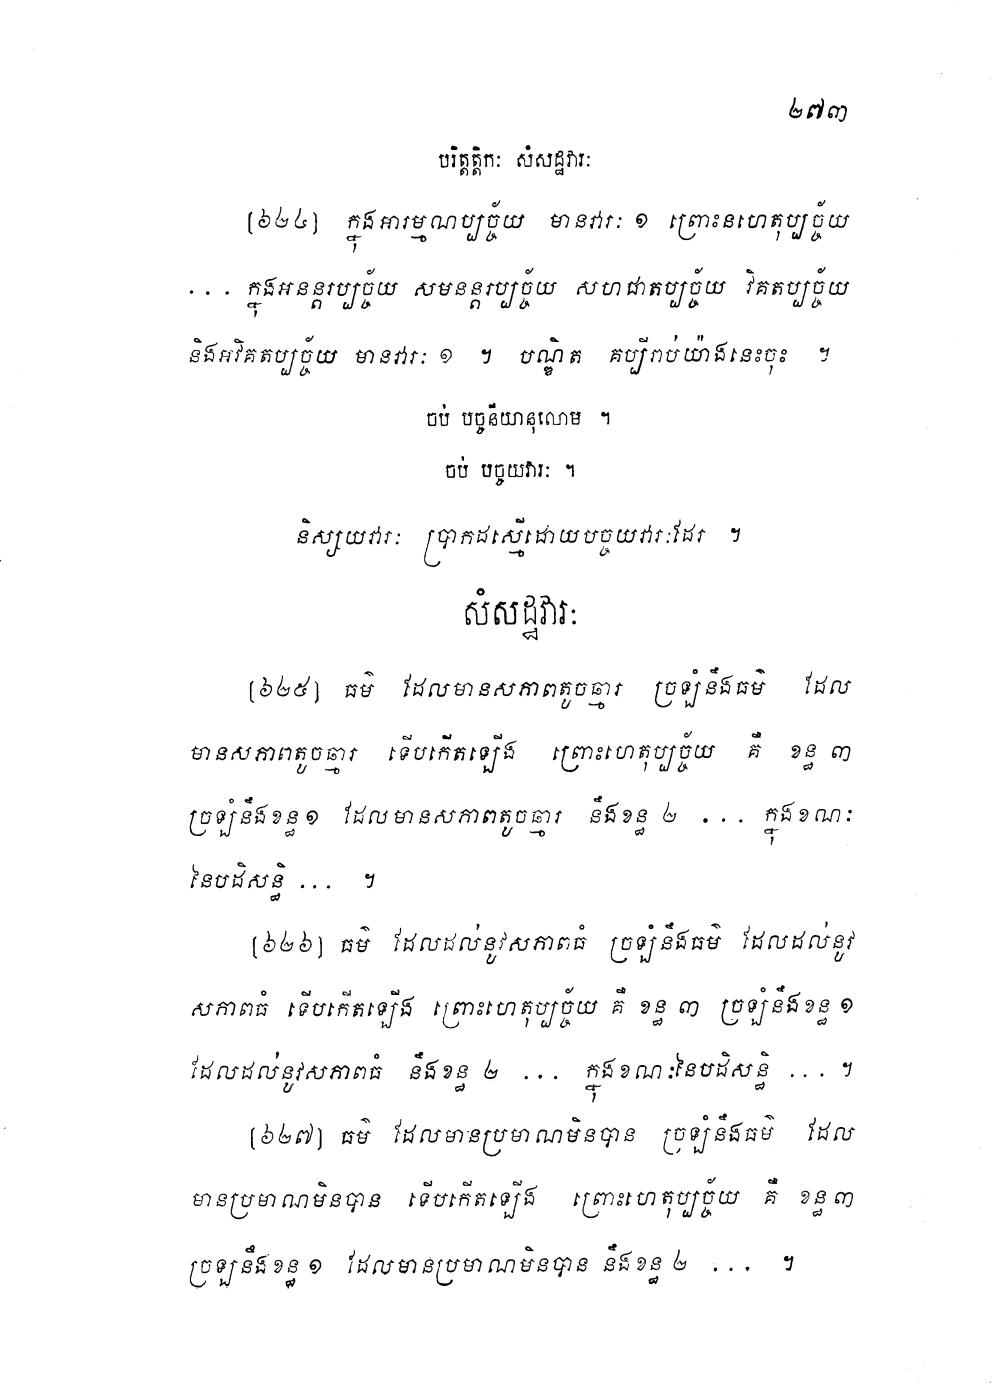 ២៧៣
បរិត្តត្តិកៈ សំសដ្ឋវារៈ
[៦២៤] ក្នុងអារម្មណប្បច្ច័យ មានវារៈ ១ ព្រោះនហេតុប្បច្ច័យ
... ក្នុងអនន្តរប្បច្ច័យ សមនន្តរប្បច្ច័យ សហជាតប្បច្ច័យ វិគតប្បច្ច័យ
និងអវិគតប្បច្ច័យ មានវារៈ ១ ។ បណ្ឌិត គប្បីរាប់យ៉ាងនេះចុះ ។
ចប់ បច្ចនីយានុលោម ។
ចប់ បច្ចយវារៈ ។
និស្សយវារៈ ប្រាកដស្មើដោយបច្ចយវារៈដែរ ។
សំសដ្ឋវារៈ
[៦២៥] ធម៌ ដែលមានសភាពតូចឆ្មារ ច្រឡំនឹងធម៌ ដែល
មានសភាពតូចឆ្មារ ទើបកើតឡើង ព្រោះហេតុប្បច្ច័យ គឺ ខន្ធ ៣
ច្រឡំនឹងខន្ធ ១ ដែលមានសភាពតូចឆ្មារ នឹងខន្ធ ២ ... ក្នុងខណៈ
នៃបដិសន្ធិ ... ។
[៦២៦] ធម៌ ដែលដល់នូវសភាពធំ ច្រឡំនឹងធម៌ ដែលដល់នូវ
សភាពធំ ទើបកើតឡើង ព្រោះហេតុប្បច្ច័យ គឺ ខន្ធ ៣ ច្រឡំនឹងខន្ធ ១
ដែលដល់នូវសភាពធំ នឹងខន្ធ ២ ... ក្នុងខណៈនៃបដិសន្ធិ ... ។
[៦២៧] ធម៌ ដែលមានប្រមាណមិនបាន ច្រឡំនឹងធម៌ ដែល
មានប្រមាណមិនបាន ទើបកើតឡើង ព្រោះហេតុប្បច្ច័យ គឺ ខន្ធ ៣
ច្រឡំនឹងខន្ធ ១ ដែលមានប្រមាណមិនបាន នឹងខន្ធ ២ ... ។